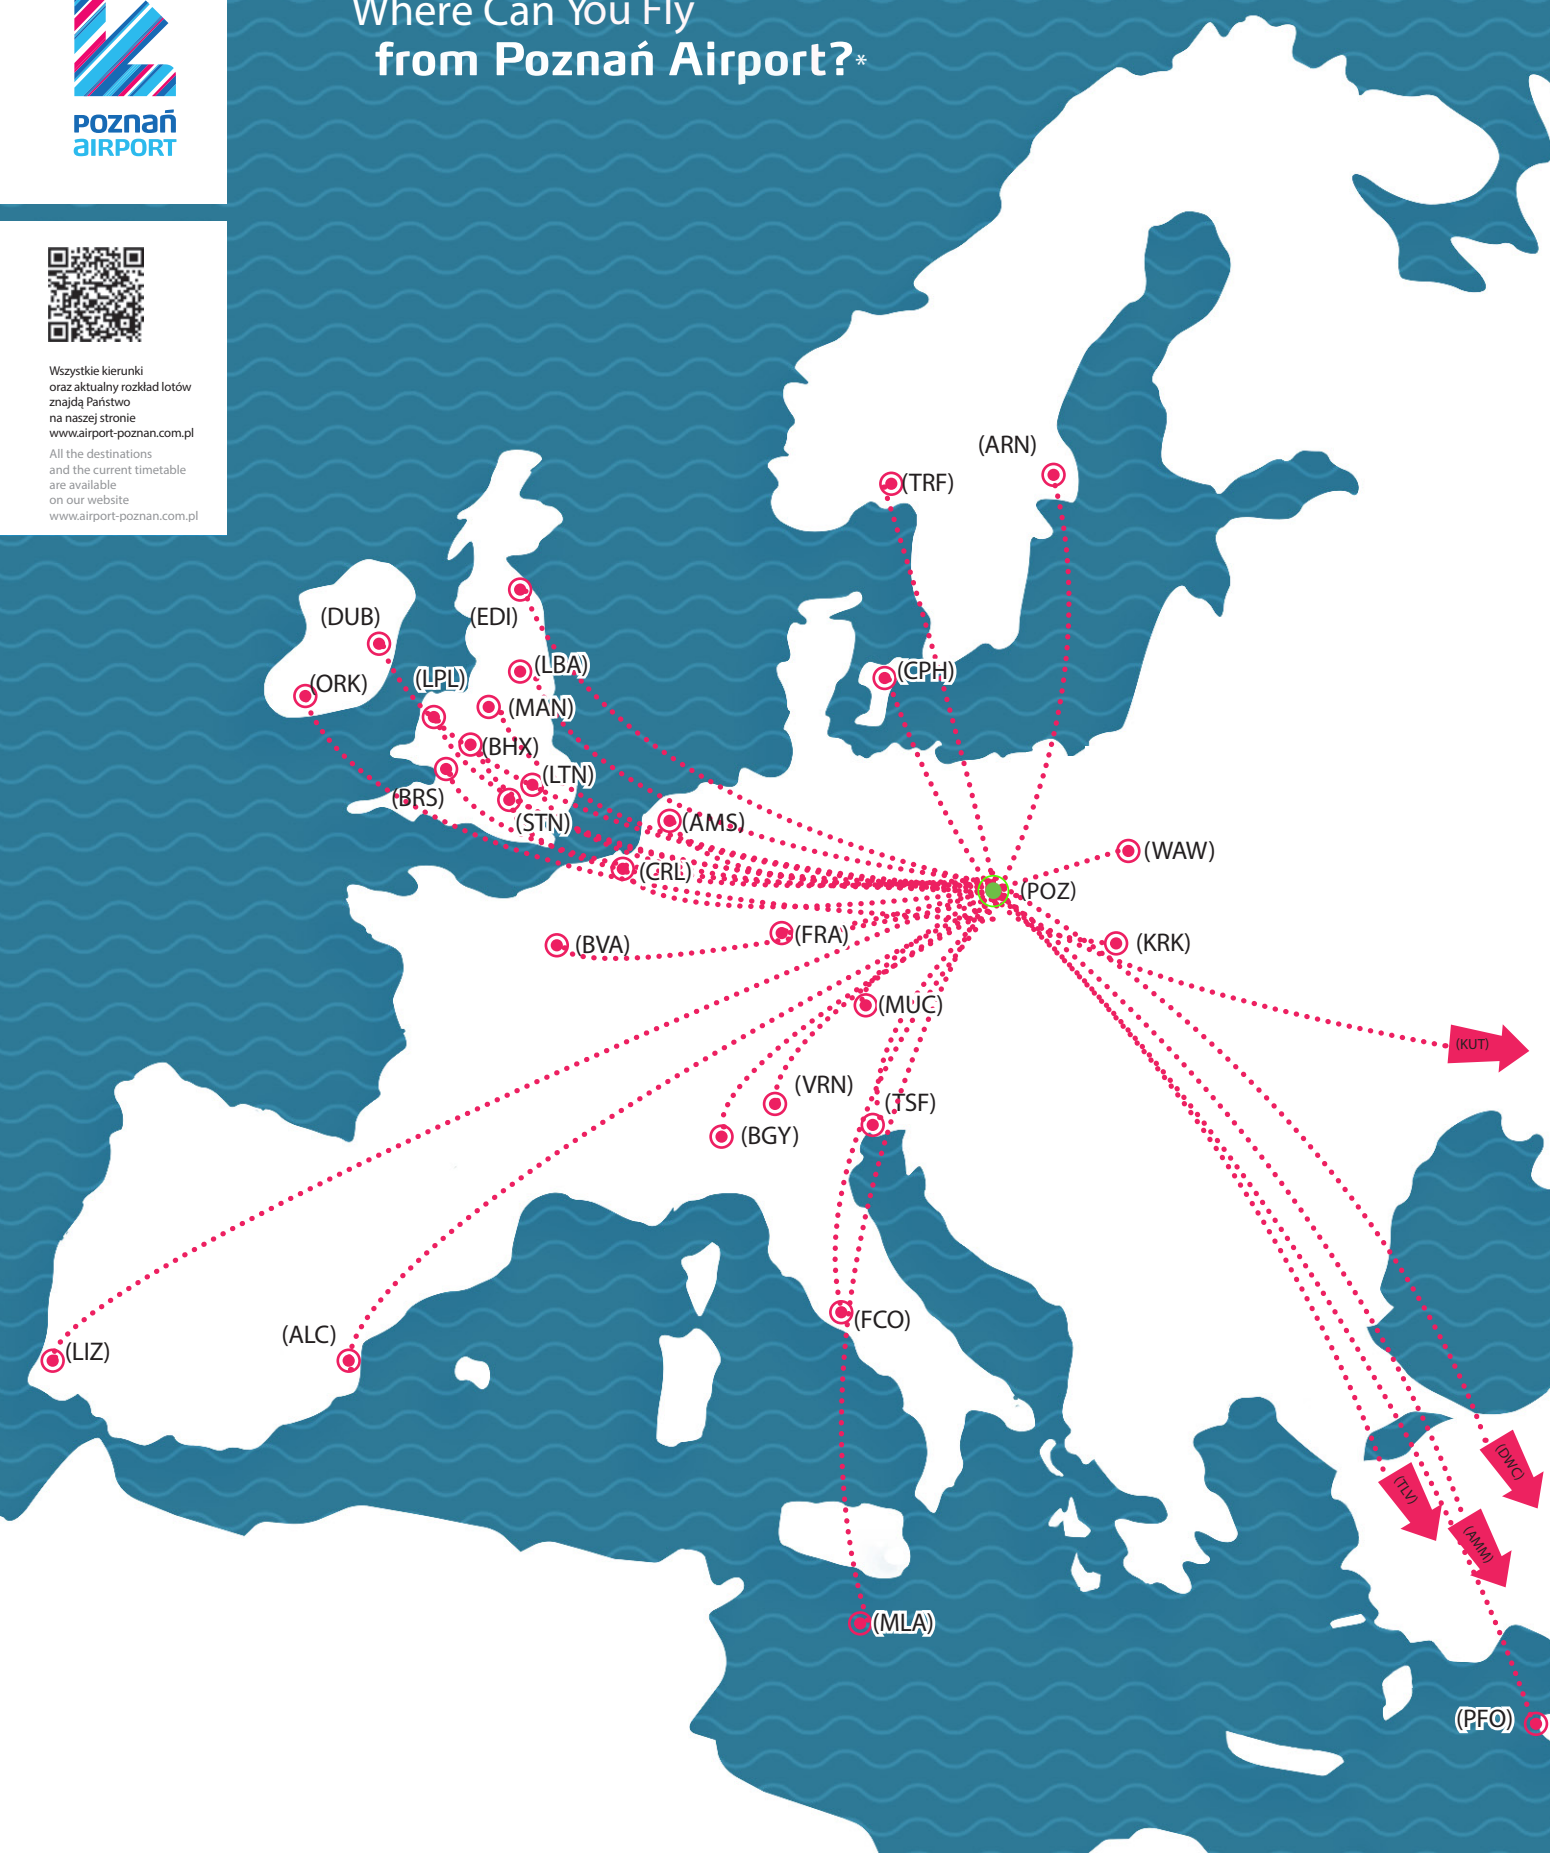 Where Can You Fly
from Poznań Airport?*
POZNAń
aIRPORT
Wszystkie kierunki
oraz aktualny rozkład lotów
znajdą Państwo
na naszej stronie
www.airport-poznan.com.pl
All the destinations
and the current timetable
are available
on our website
www.airport-poznan.com.pl
(ARN)
(TRF)
(DUB)
(EDI)
(LBA)
(CPH)
(LPL)
(ORK)
(MAN)
(BHX)
(LTN)
(BRS)
(STN)
(AMS)
(WAW)
(CRL)
(POZ)
(FRA)
(BVA)
(KRK)
(MUC)
(KUT)
(VRN)
(TSF)
(BGY)
(FCO)
(ALC)
(LIZ)
(DWC)
(TLV)
(AMM)
(MLA)
(PFO)